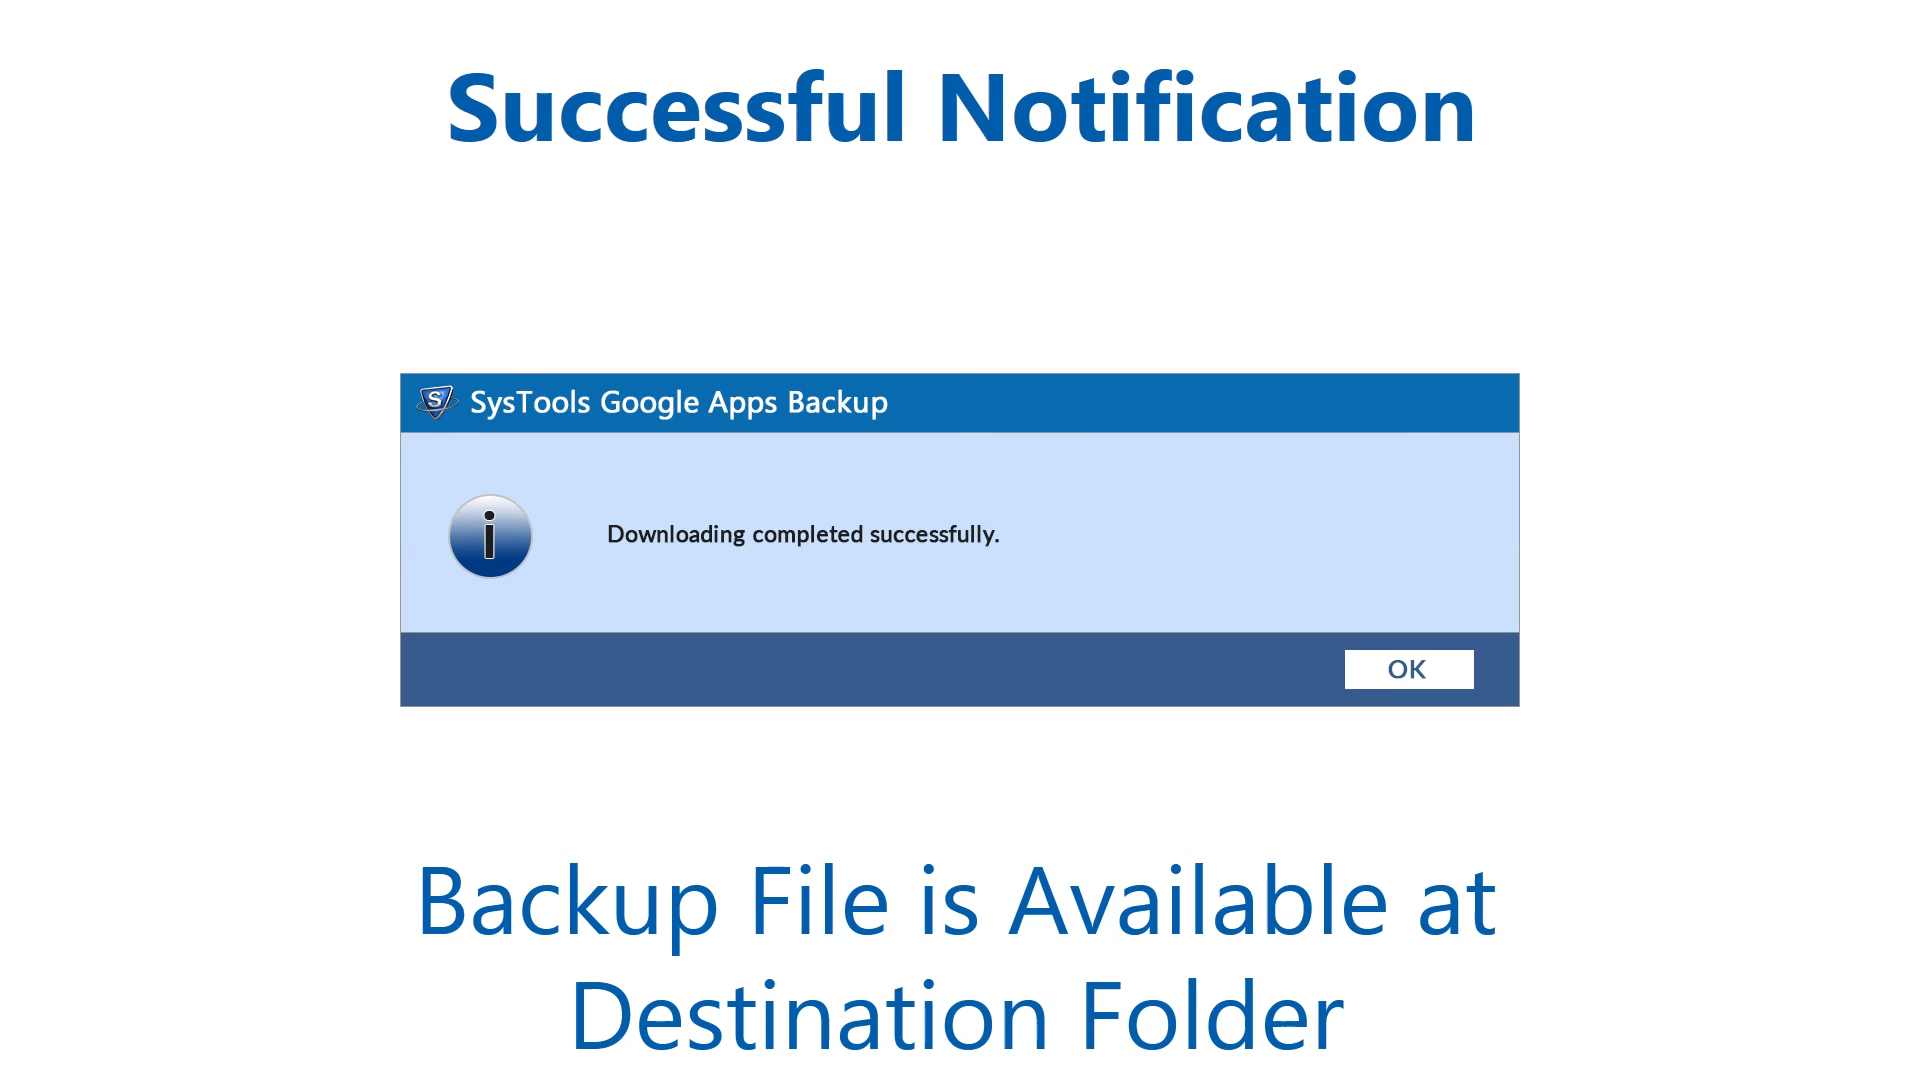 Successful Notification
S SysTools Google Apps Backup
i
Downloading completed successfully.
OK
Backup File is Available at
Destination Folder